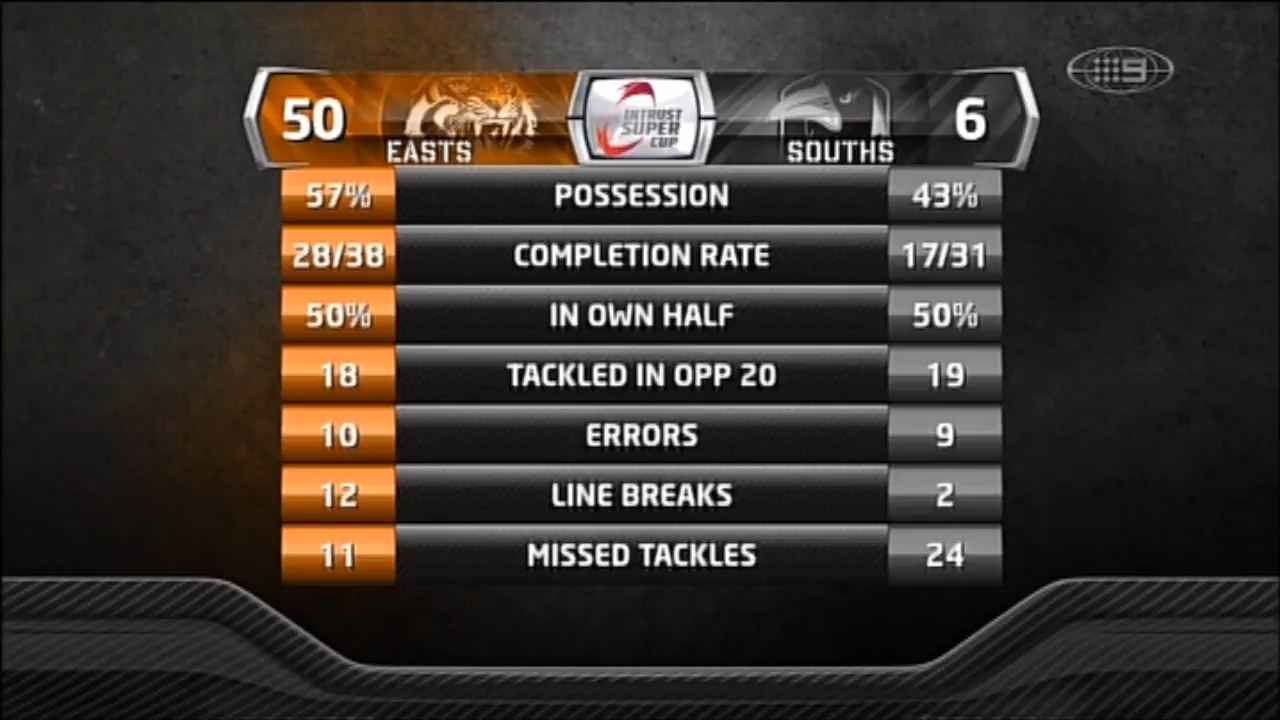 50 EASTS INTRUST SUPER CUP SOUTHS 6
57% POSSESSION 43%
28/38 COMPLETION RATE 17/31
50% IN OWN HALF 50%
18 TACKLED IN OPP 20 19
10 ERRORS 9
12 LINE BREAKS 2
11 MISSED TACKLES 24
9